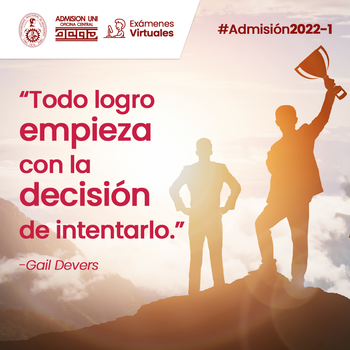 ADMISION UNI
OFICINA CENTRAL
Exámenes
Virtuales
#Admisión2022-1
“Todo logro
empieza
con la
decisión
de intentarlo.”
-Gail Devers